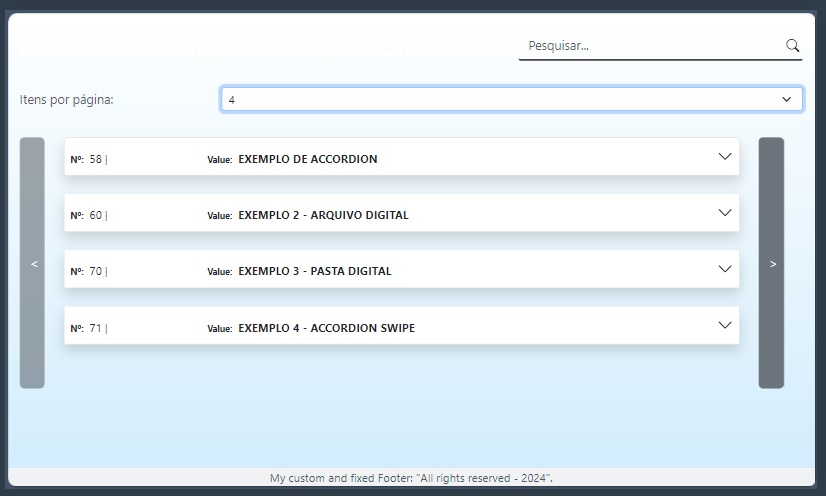 Pesquisar...
Itens por página:
4
Nº: 58 | Value: EXEMPLO DE ACCORDION
Nº: 60 | Value: EXEMPLO 2 - ARQUIVO DIGITAL
< >
Nº: 70 | Value: EXEMPLO 3 - PASTA DIGITAL
Nº: 71 | Value: EXEMPLO 4 - ACCORDION SWIPE
My custom and fixed Footer: "All rights reserved - 2024".